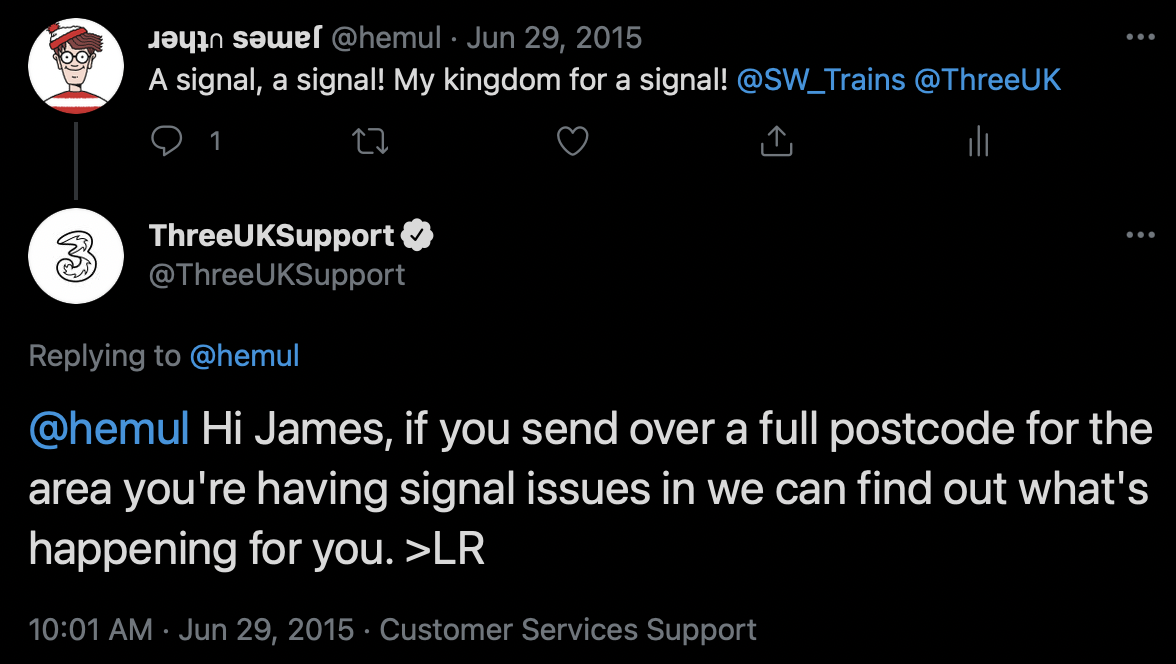 ɹǝɥʇn sǝɯɐſ @hemul · Jun 29, 2015
A signal, a signal! My kingdom for a signal! @SW_Trains @ThreeUK
1
ThreeUKSupport
@ThreeUKSupport
Replying to @hemul
@hemul Hi James, if you send over a full postcode for the
area you're having signal issues in we can find out what's
happening for you. >LR
10:01 AM · Jun 29, 2015 · Customer Services Support